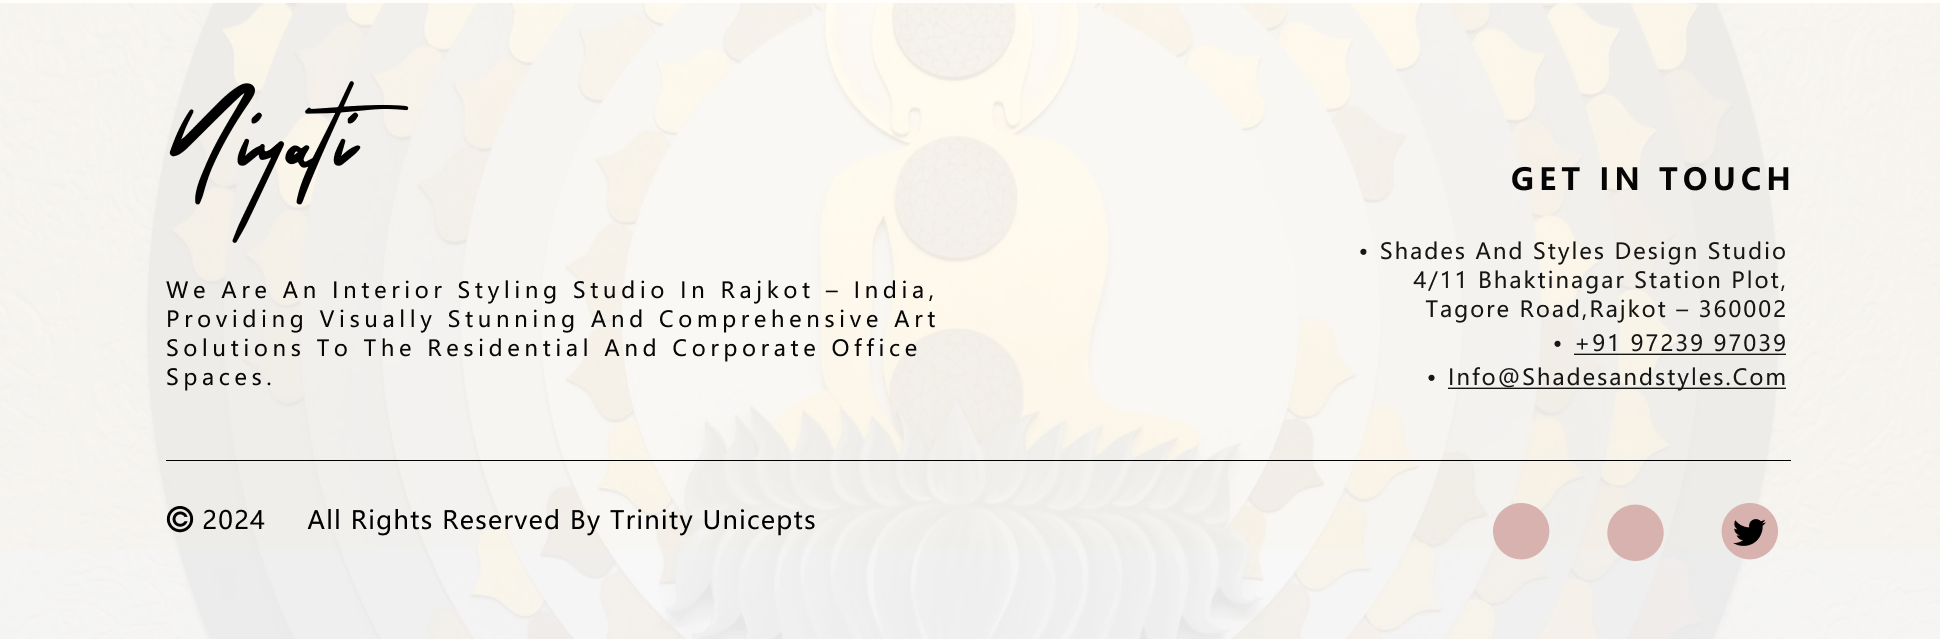 Niyati
We Are An Interior Styling Studio In Rajkot – India,
Providing Visually Stunning And Comprehensive Art
Solutions To The Residential And Corporate Office
Spaces.
GET IN TOUCH
• Shades And Styles Design Studio
4/11 Bhaktinagar Station Plot,
Tagore Road,Rajkot – 360002
• +91 97239 97039
• Info@Shadesandstyles.Com
© 2024 All Rights Reserved By Trinity Unicepts